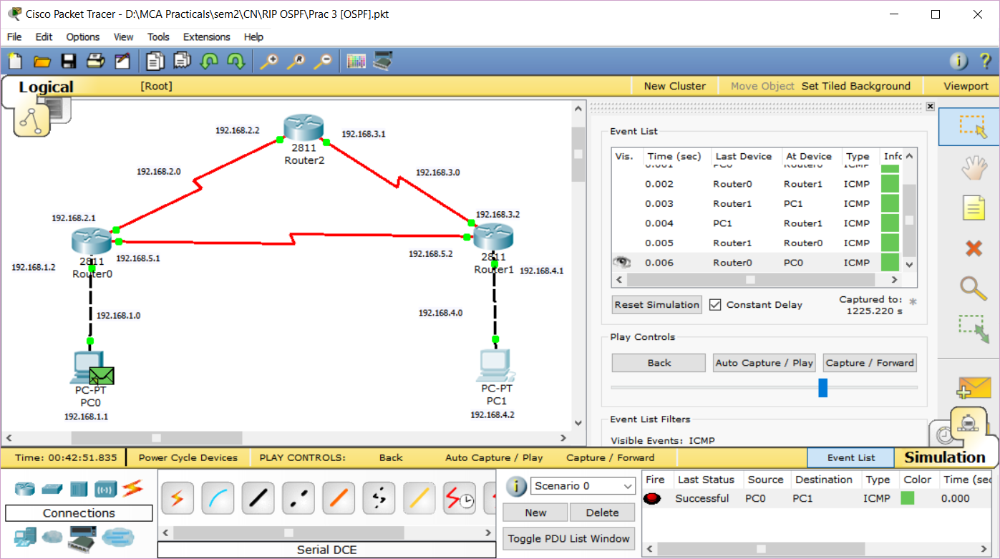 Cisco Packet Tracer - D:\MCA Practicals\sem2\CN\RIP OSPF\Prac 3 [OSPF].pkt
File Edit Options View Tools Extensions Help
Logical [Root] New Cluster Move Object Set Tiled Background Viewport
192.168.2.2
192.168.3.1
2811
Router2
192.168.2.0
192.168.3.0
192.168.2.1
192.168.3.2
192.168.5.1
192.168.5.2
192.168.1.2
2811
Router0
2811
Router1
192.168.4.1
192.168.1.0
192.168.4.0
PC-PT
PC0
192.168.1.1
PC-PT
PC1
192.168.4.2
Event List
Vis. Time (sec) Last Device At Device Type Info
0.001 PC0 Router0 ICMP
0.002 Router0 Router1 ICMP
0.003 Router1 PC1 ICMP
0.004 PC1 Router1 ICMP
0.005 Router1 Router0 ICMP
0.006 Router0 PC0 ICMP
Reset Simulation Constant Delay Captured to: *
1225.220 s
Play Controls
Back Auto Capture / Play Capture / Forward
Event List Filters
Visible Events: ICMP
Time: 00:42:51.835 Power Cycle Devices PLAY CONTROLS: Back Auto Capture / Play Capture / Forward Event List Simulation
Connections
Serial DCE
Scenario 0
New Delete
Toggle PDU List Window
Fire Last Status Source Destination Type Color Time (sec
Successful PC0 PC1 ICMP 0.000